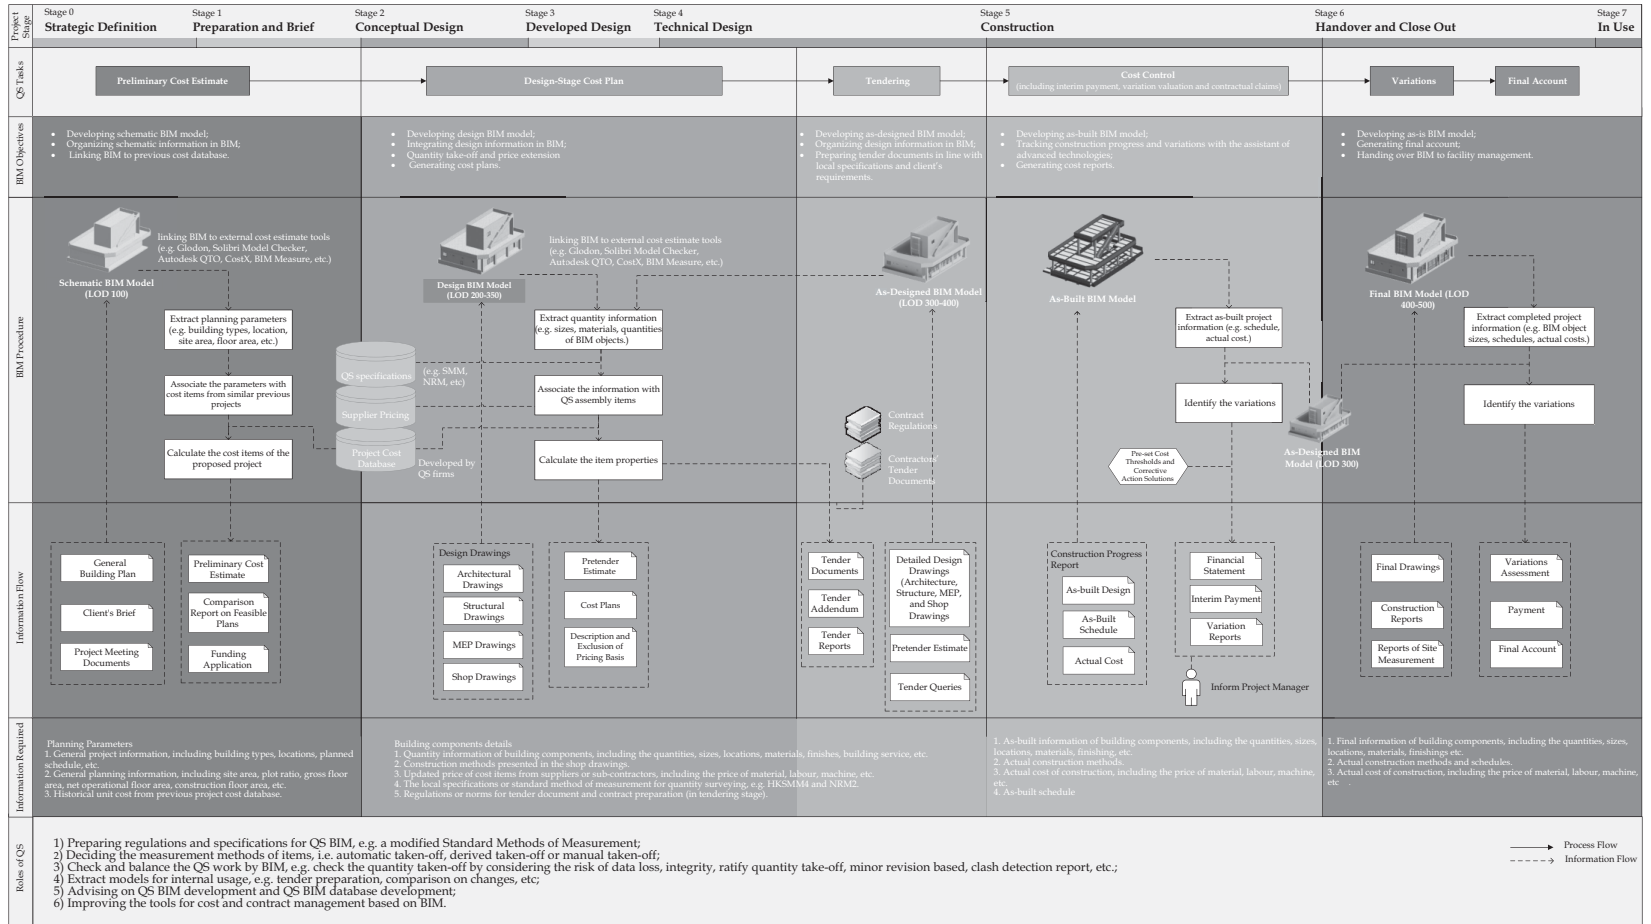 Project
Stage
Stage 0
Strategic Definition
Stage 1
Preparation and Brief
Stage 2
Conceptual Design
Stage 3
Developed Design
Stage 4
Technical Design
Stage 5
Construction
Stage 6
Handover and Close Out
Stage 7
In Use
QS Tasks
Preliminary Cost Estimate
Design-Stage Cost Plan
Tendering
Cost Control
(including interim payment, variation valuation and contractual claims)
Variations
Final Account
BIM Objectives
• Developing schematic BIM model;
• Organizing schematic information in BIM;
• Linking BIM to previous cost database.
• Developing design BIM model;
• Integrating design information in BIM;
• Quantity take-off and price extension
• Generating cost plans.
• Developing as-designed BIM model;
• Organizing design information in BIM;
• Preparing tender documents in line with
local specifications and client's
requirements.
• Developing as-built BIM model;
• Tracking construction progress and variations with the assistant of
advanced technologies;
• Generating cost reports.
• Developing as-is BIM model;
• Generating final account;
• Handing over BIM to facility management.
BIM Procedure
linking BIM to external cost estimate tools
(e.g. Glodon, Solibri Model Checker,
Autodesk QTO, CostX, BIM Measure, etc.)
Schematic BIM Model
(LOD 100)
Extract planning parameters
(e.g. building types, location,
site area, floor area, etc.)
Associate the parameters with
cost items from similar previous
projects
Calculate the cost items of the
proposed project
QS specifications
Supplier Pricing
Project Cost
Database
(e.g. SMM,
NRM, etc)
Developed by
QS firms
Design BIM Model
(LOD 200-350)
linking BIM to external cost estimate tools
(e.g. Glodon, Solibri Model Checker,
Autodesk QTO, CostX, BIM Measure, etc.)
Extract quantity information
(e.g. sizes, materials, quantities
of BIM objects.)
Associate the information with
QS assembly items
Calculate the item properties
As-Designed BIM Model
(LOD 300-400)
Contract
Regulations
Contractors'
Tender
Documents
As-Built BIM Model
Extract as-built project
information (e.g. schedule,
actual cost.)
Identify the variations
Pre-set Cost
Thresholds and
Corrective
Action Solutions
As-Designed BIM
Model (LOD 300)
Final BIM Model (LOD
400-500)
Extract completed project
information (e.g. BIM object
sizes, schedules, actual costs.)
Identify the variations
Information Flow
General
Building Plan
Client's Brief
Project Meeting
Documents
Preliminary Cost
Estimate
Comparison
Report on Feasible
Plans
Funding
Application
Design Drawings
Architectural
Drawings
Structural
Drawings
MEP Drawings
Shop Drawings
Pretender
Estimate
Cost Plans
Description and
Exclusion of
Pricing Basis
Tender
Documents
Tender
Addendum
Tender
Reports
Detailed Design
Drawings
(Architecture,
Structure, MEP,
and Shop
Drawings
Pretender Estimate
Tender Queries
Construction Progress
Report
As-built Design
As-Built
Schedule
Actual Cost
Financial
Statement
Interim Payment
Variation
Reports
Inform Project Manager
Final Drawings
Construction
Reports
Reports of Site
Measurement
Variations
Assessment
Payment
Final Account
Information Required
Planning Parameters
1. General project information, including building types, locations, planned
schedule, etc.
2. General planning information, including site area, plot ratio, gross floor
area, net operational floor area, construction floor area, etc.
3. Historical unit cost from previous project cost database.
Building components details
1. Quantity information of building components, including the quantities, sizes, locations, materials, finishes, building service, etc.
2. Construction methods presented in the shop drawings.
3. Updated price of cost items from suppliers or sub-contractors, including the price of material, labour, machine, etc.
4. The local specifications or standard method of measurement for quantity surveying, e.g. HKSMM4 and NRM2.
5. Regulations or norms for tender document and contract preparation (in tendering stage).
1. As-built information of building components, including the quantities, sizes,
locations, materials, finishing, etc.
2. Actual construction methods.
3. Actual cost of construction, including the price of material, labour, machine,
etc.
4. As-built schedule
1. Final information of building components, including the quantities, sizes,
locations, materials, finishings etc.
2. Actual construction methods and schedules.
3. Actual cost of construction, including the price of material, labour, machine,
etc .
Roles of QS
1) Preparing regulations and specifications for QS BIM, e.g. a modified Standard Methods of Measurement;
2) Deciding the measurement methods of items, i.e. automatic taken-off, derived taken-off or manual taken-off;
3) Check and balance the QS work by BIM, e.g. check the quantity taken-off by considering the risk of data loss, integrity, ratify quantity take-off, minor revision based, clash detection report, etc.;
4) Extract models for internal usage, e.g. tender preparation, comparison on changes, etc;
5) Advising on QS BIM development and QS BIM database development;
6) Improving the tools for cost and contract management based on BIM.
Process Flow
Information Flow